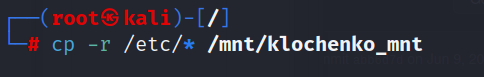 ┌──(root㉿kali)-[/]
└─# cp -r /etc/* /mnt/klochenko_mnt